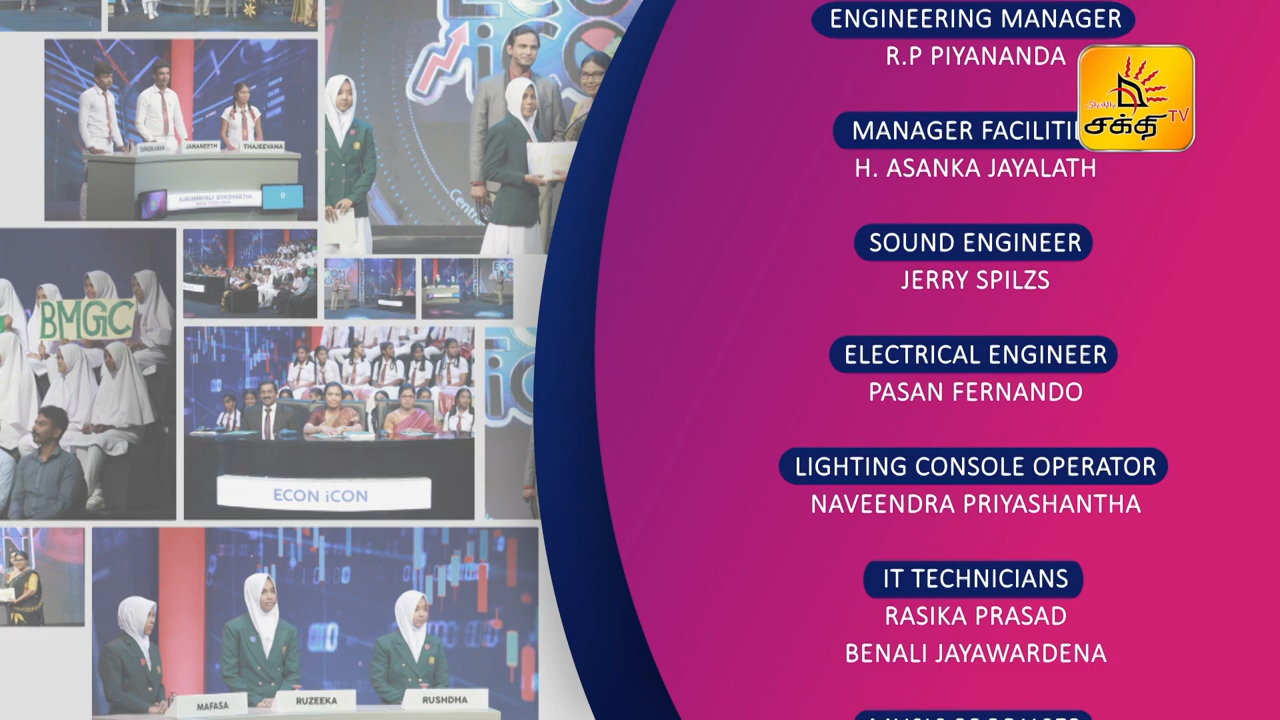 ENGINEERING MANAGER
R.P PIYANANDA
MANAGER
H. ASANKA JAYALATH
SOUND ENGINEER
JERRY SPILZS
ELECTRICAL ENGINEER
PASAN FERNANDO
LIGHTING CONSOLE OPERATOR
NAVEENDRA PRIYASHANTHA
IT TECHNICIANS
RASIKA PRASAD
BENALI JAYAWARDENA
சக்தி TV
JANANEETH
THAJEEVANA
BMGC
ECON iCON
MAFASA
RUZEEKA
RUSHDHA